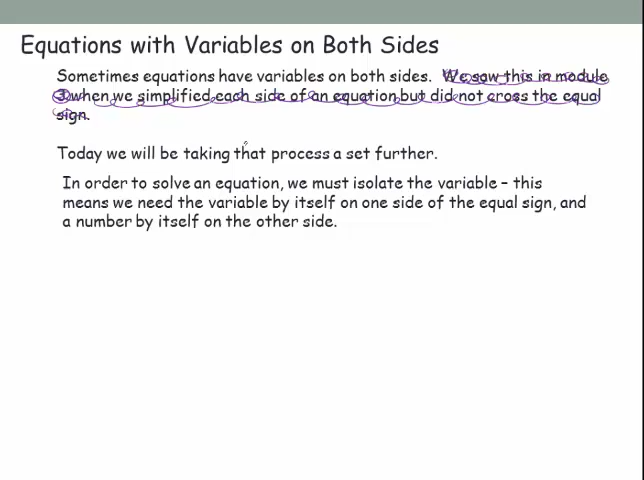 Equations with Variables on Both Sides
Sometimes equations have variables on both sides. We saw this in module
3 when we simplified each side of an equation but did not cross the equal
sign.
Today we will be taking that process a set further.
In order to solve an equation, we must isolate the variable – this
means we need the variable by itself on one side of the equal sign, and
a number by itself on the other side.